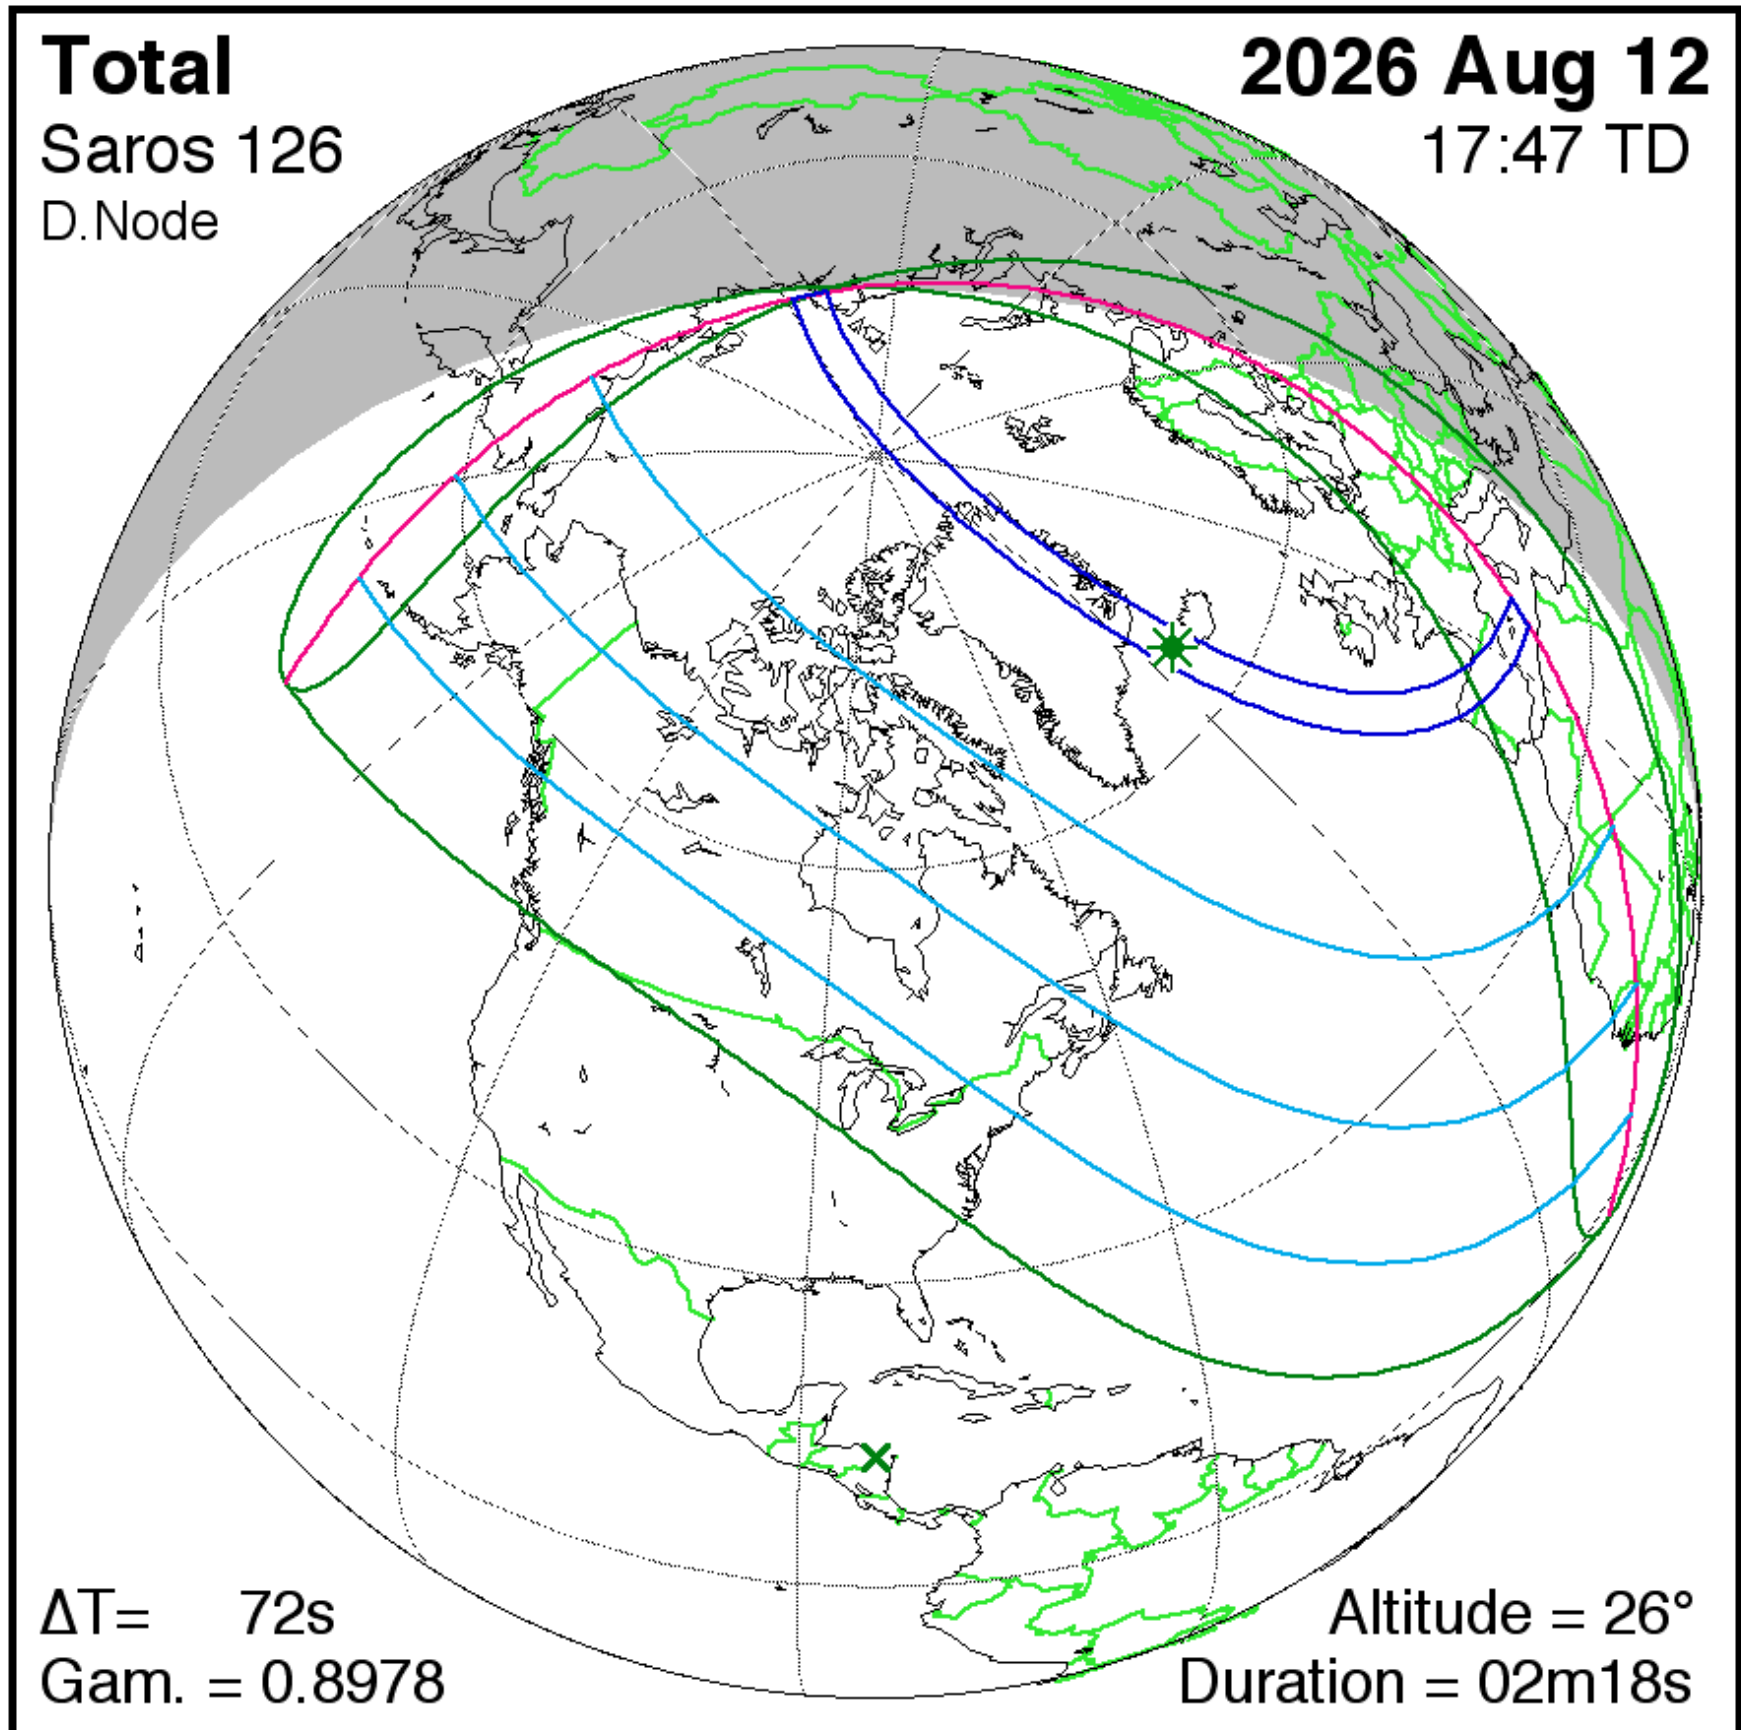 Total
2026 Aug 12
Saros 126
17:47 TD
D.Node
ΔT= 72s
Altitude = 26°
Gam. = 0.8978
Duration = 02m18s